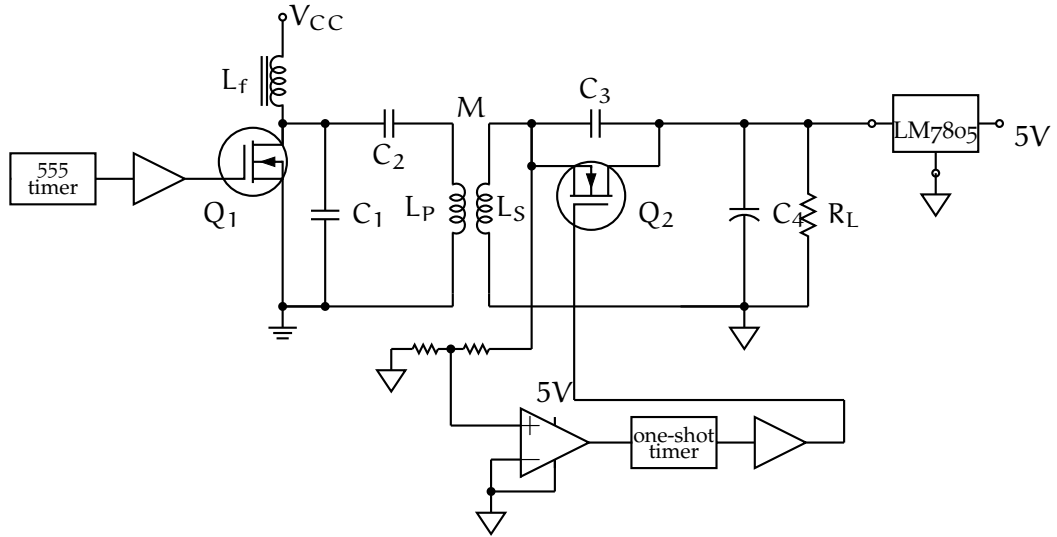 V_CC
L_f
M
C_3
LM7805
5V
555
timer
C_2
Q_1
C_1
L_P
L_S
Q_2
C_4
R_L
5V
+
−
one-shot
timer